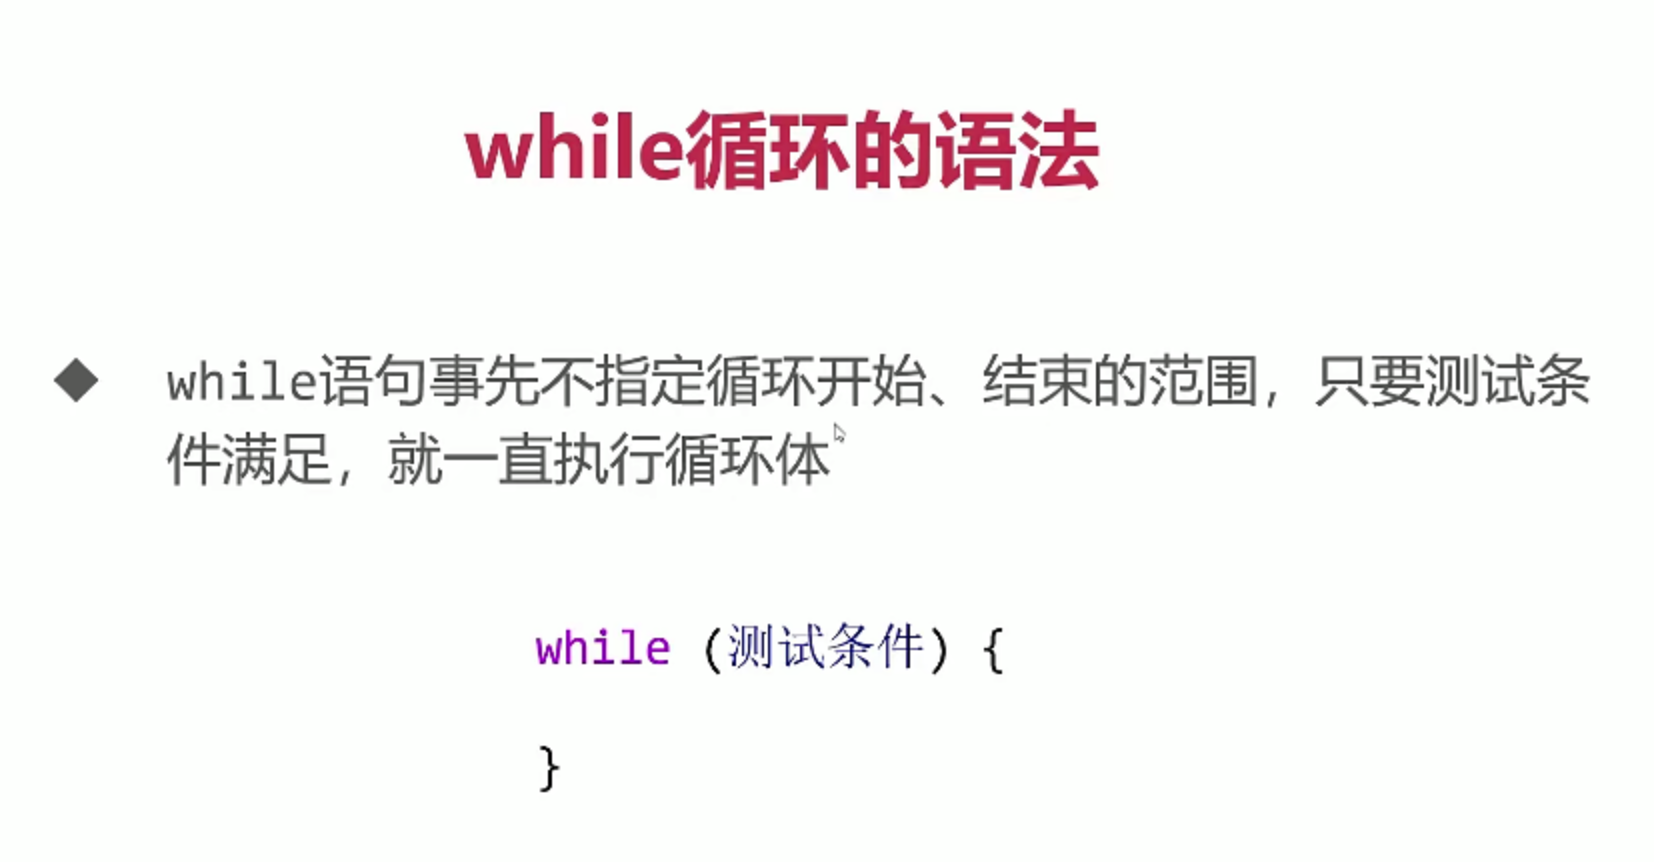 while循环的语法
while语句事先不指定循环开始、结束的范围，只要测试条
件满足，就一直执行循环体
while (测试条件) {
}